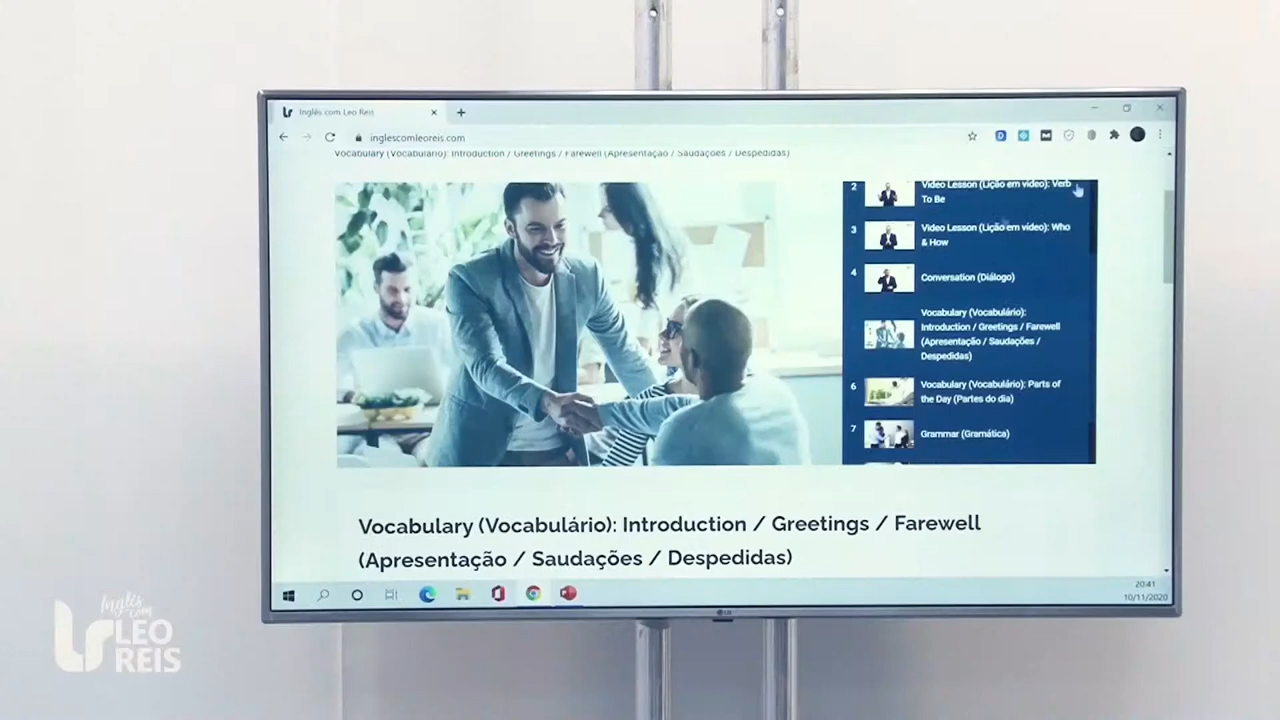 Inglês com Leo Reis
inglescomleoreis.com
Vocabulary (Vocabulário): Introduction / Greetings / Farewell (Apresentação / Saudações / Despedidas)
2
Video Lesson (Lição em vídeo): Verb
To Be
3
Video Lesson (Lição em vídeo): Who
& How
4
Conversation (Diálogo)
Vocabulary (Vocabulário):
Introduction / Greetings / Farewell
(Apresentação / Saudações /
Despedidas)
6
Vocabulary (Vocabulário): Parts of
the Day (Partes do dia)
7
Grammar (Gramática)
Vocabulary (Vocabulário): Introduction / Greetings / Farewell
(Apresentação / Saudações / Despedidas)
20:41
10/11/2020
LG
Inglês
com
LEO
REIS